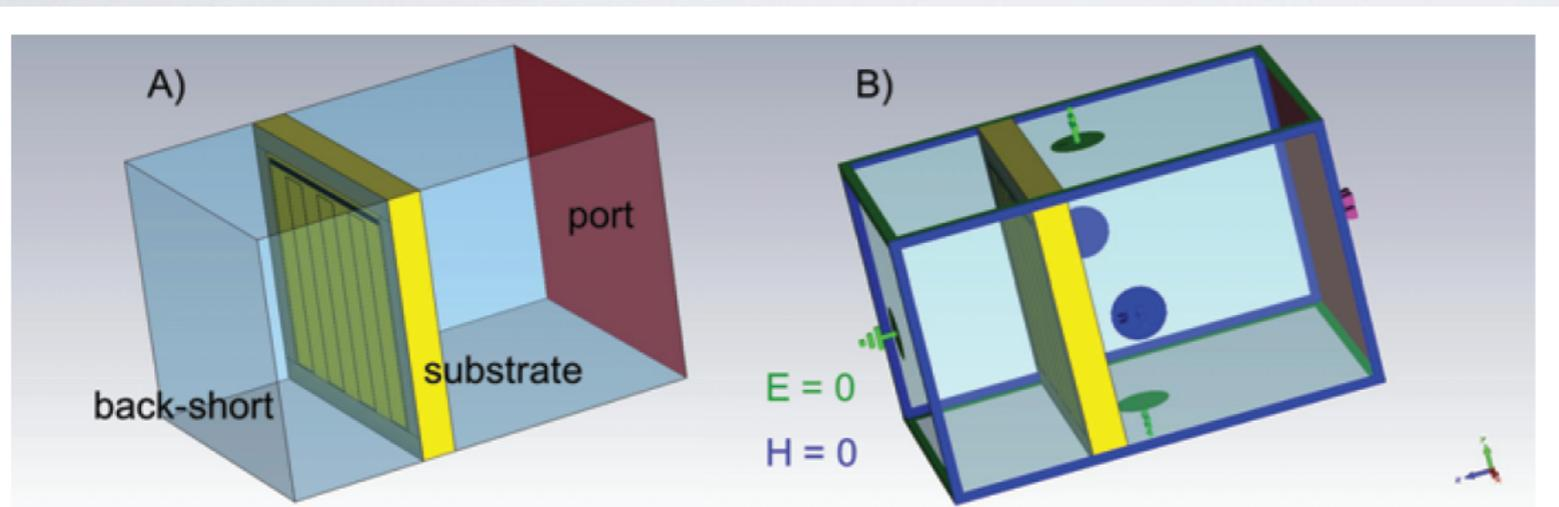 A)
port
substrate
back-short
B)
E = 0
H = 0